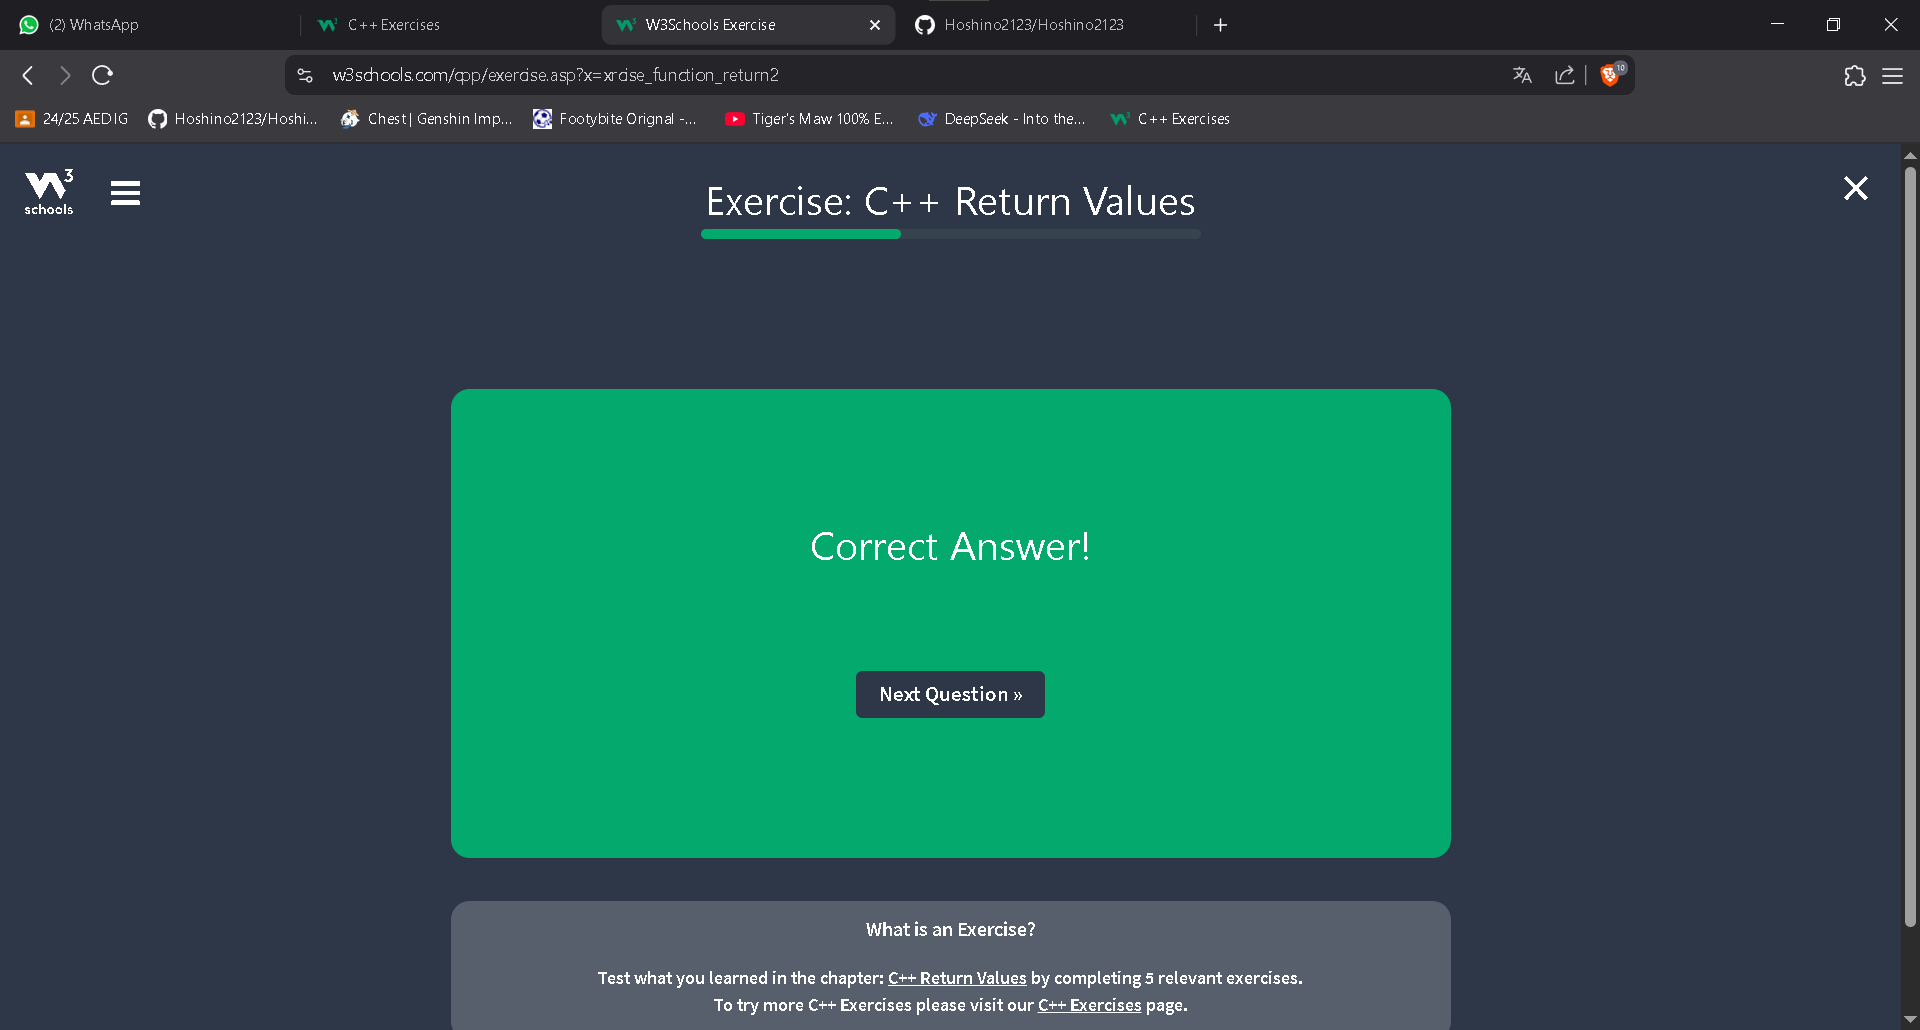 (2) WhatsApp
C++ Exercises
W3Schools Exercise
Hoshino2123/Hoshino2123
w3schools.com/cpp/exercise.asp?x=xrcise_function_return2
10
24/25 AEDIG
Hoshino2123/Hoshi...
Chest | Genshin Imp...
Footybite Orignal -...
Tiger's Maw 100% E...
DeepSeek - Into the...
C++ Exercises
3
schools
Exercise: C++ Return Values
Correct Answer!
Next Question »
What is an Exercise?
Test what you learned in the chapter: C++ Return Values by completing 5 relevant exercises.
To try more C++ Exercises please visit our C++ Exercises page.